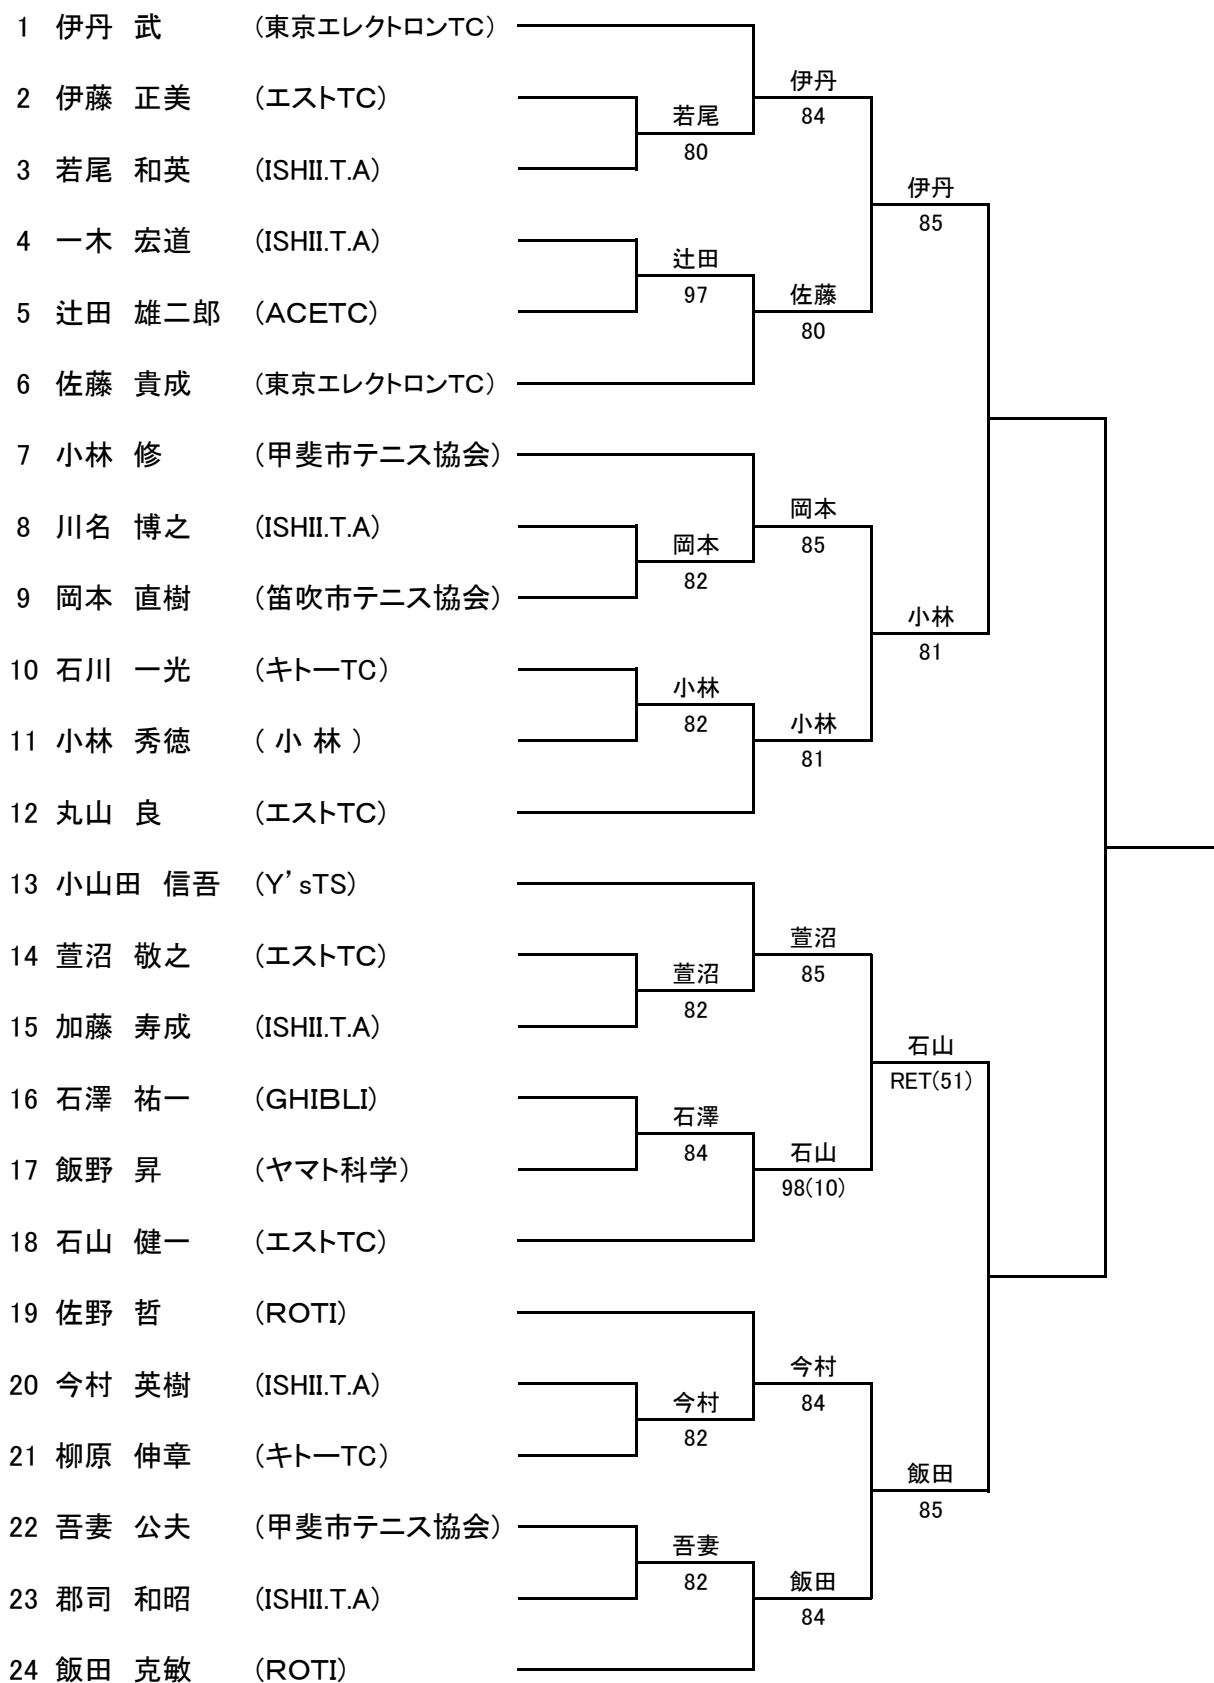 1 伊丹 武 (東京エレクトロンTC)
伊丹
2 伊藤 正美 (エストTC)
若尾
84
80
3 若尾 和英 (ISHII.T.A)
伊丹
85
4 一木 宏道 (ISHII.T.A)
辻田
97
佐藤
5 辻田 雄二郎 (ACETC)
80
6 佐藤 貴成 (東京エレクトロンTC)
7 小林 修 (甲斐市テニス協会)
岡本
8 川名 博之 (ISHII.T.A)
岡本
85
82
9 岡本 直樹 (笛吹市テニス協会)
小林
81
10 石川 一光 (キトーTC)
小林
82
小林
11 小林 秀徳 ( 小 林 )
81
12 丸山 良 (エストTC)
13 小山田 信吾 (Y’sTS)
萱沼
14 萱沼 敬之 (エストTC)
萱沼
85
82
15 加藤 寿成 (ISHII.T.A)
石山
RET(51)
16 石澤 祐一 (GHIBLI)
石澤
84
石山
17 飯野 昇 (ヤマト科学)
98(10)
18 石山 健一 (エストTC)
19 佐野 哲 (ROTI)
今村
20 今村 英樹 (ISHII.T.A)
今村
84
82
21 柳原 伸章 (キトーTC)
飯田
85
22 吾妻 公夫 (甲斐市テニス協会)
吾妻
82
飯田
23 郡司 和昭 (ISHII.T.A)
84
24 飯田 克敏 (ROTI)